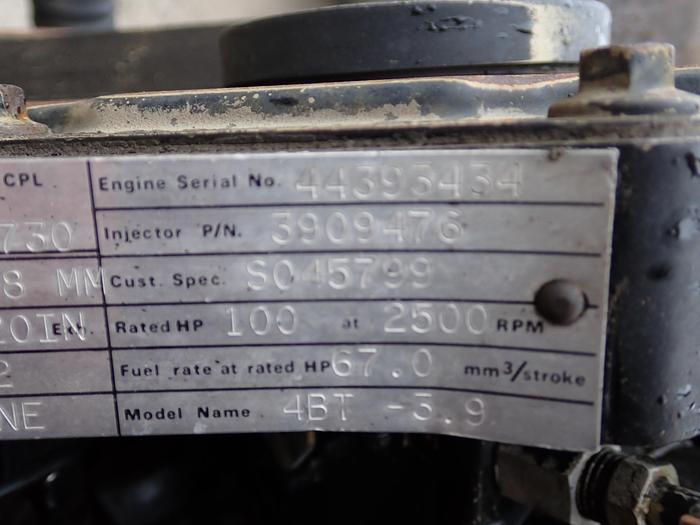 CPL Engine Serial No. 44393434
730 Injector P/N. 3909476
8 MM Cust. Spec. SO45799
20IN Exh. Rated HP 100 at 2500 RPM
2 Fuel rate at rated HP 67.0 mm³/stroke
NE Model Name 4BT -3.9